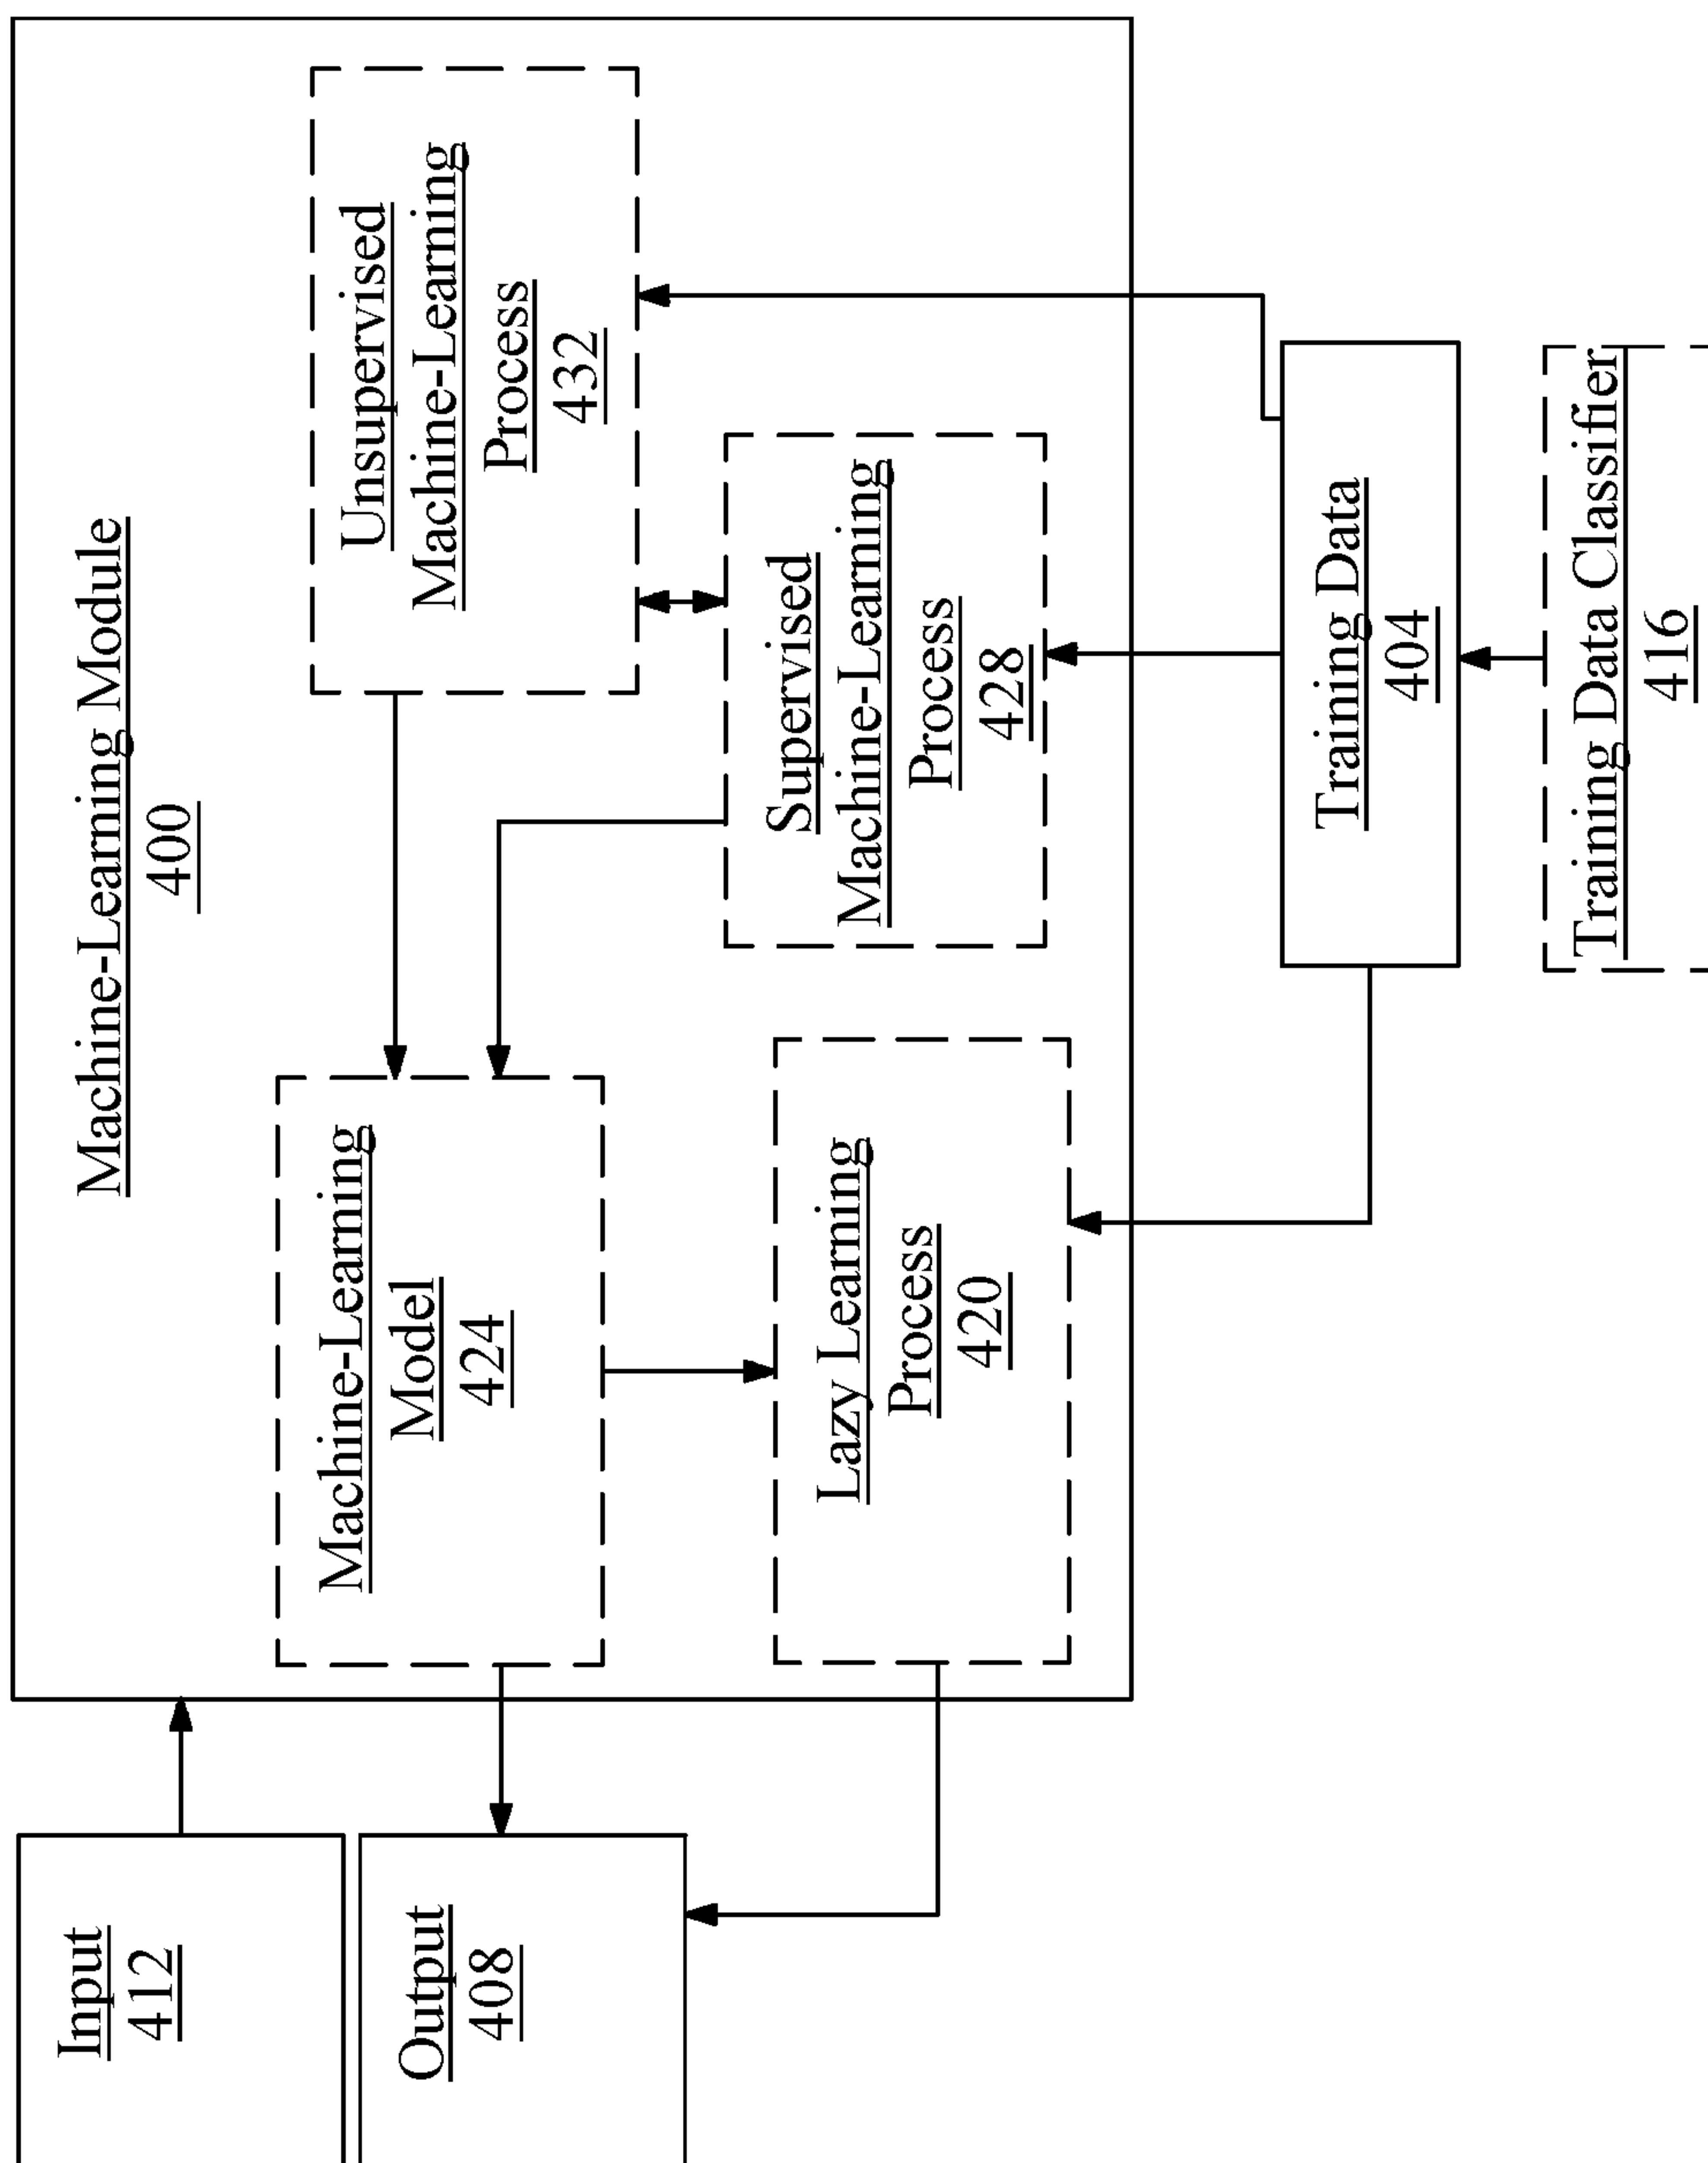 Machine-Learning Module
400
Input
412
Output
408
Machine-Learning
Model
424
Unsupervised
Machine-Learning
Process
432
Lazy Learning
Process
420
Supervised
Machine-Learning
Process
428
Training Data
404
Training Data Classifier
416